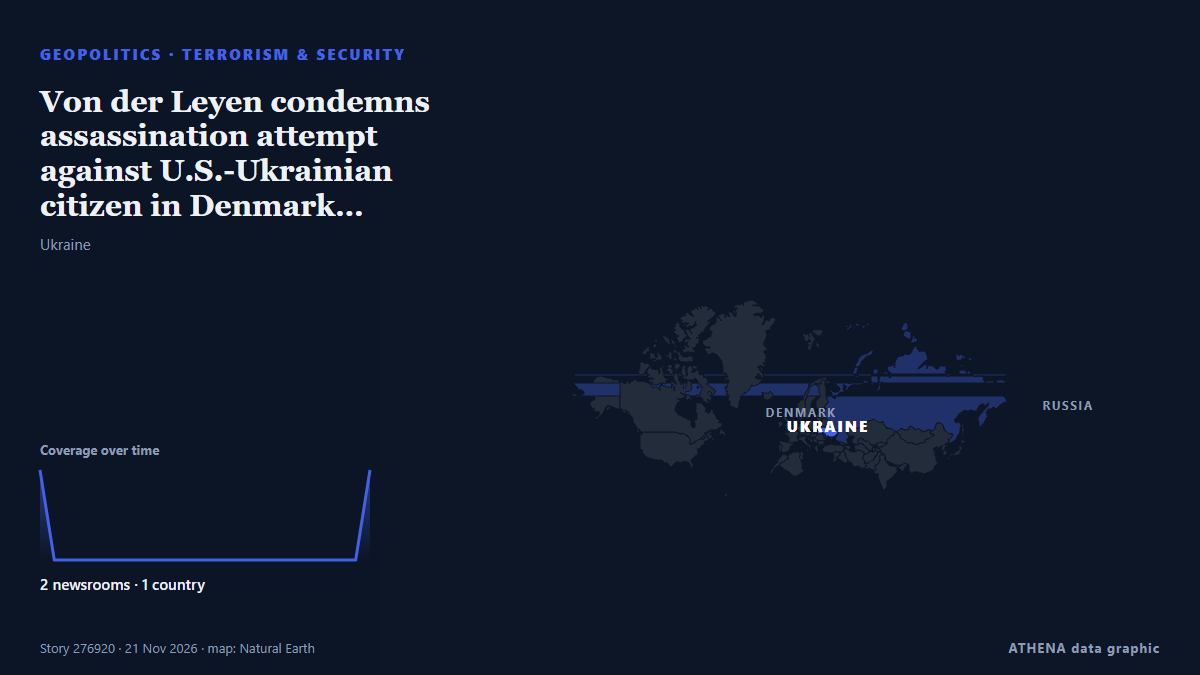 GEOPOLITICS · TERRORISM & SECURITY
Von der Leyen condemns
assassination attempt
against U.S.-Ukrainian
citizen in Denmark...
Ukraine
DENMARK
UKRAINE
RUSSIA
Coverage over time
2 newsrooms · 1 country
Story 276920 · 21 Nov 2026 · map: Natural Earth
ATHENA data graphic